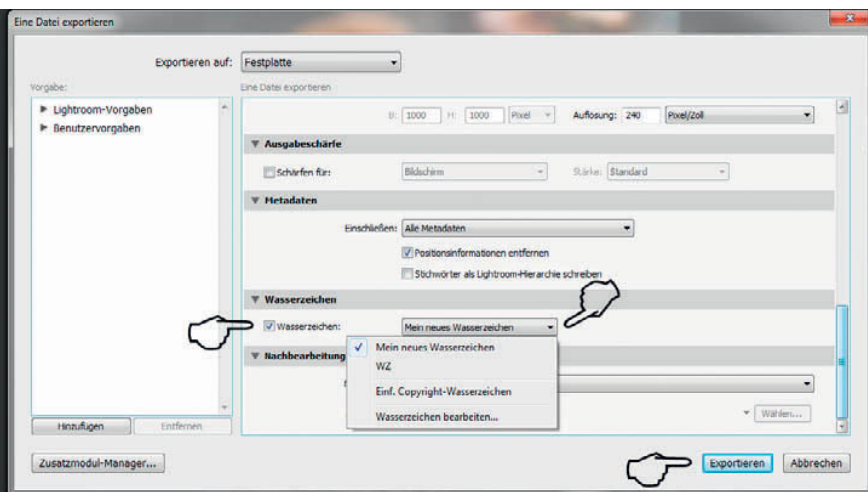 Eine Datei exportieren
Exportieren auf: Festplatte
Vorgabe:
Eine Datei exportieren
Lightroom-Vorgaben
Benutzervorgaben
B: 1000 H: 1000 Pixel Auflösung: 240 Pixel/Zoll
Ausgabeschärfe
Schärfen für: Bildschirm Stärke: Standard
Metadaten
Einschließen: Alle Metadaten
Positionsinformationen entfernen
Stichwörter als Lightroom-Hierarchie schreiben
Wasserzeichen
Wasserzeichen: Mein neues Wasserzeichen
Mein neues Wasserzeichen
WZ
Einf. Copyright-Wasserzeichen
Wasserzeichen bearbeiten...
Nachbearbeitung
Wählen...
Hinzufügen Entfernen
Zusatzmodul-Manager...
Exportieren Abbrechen